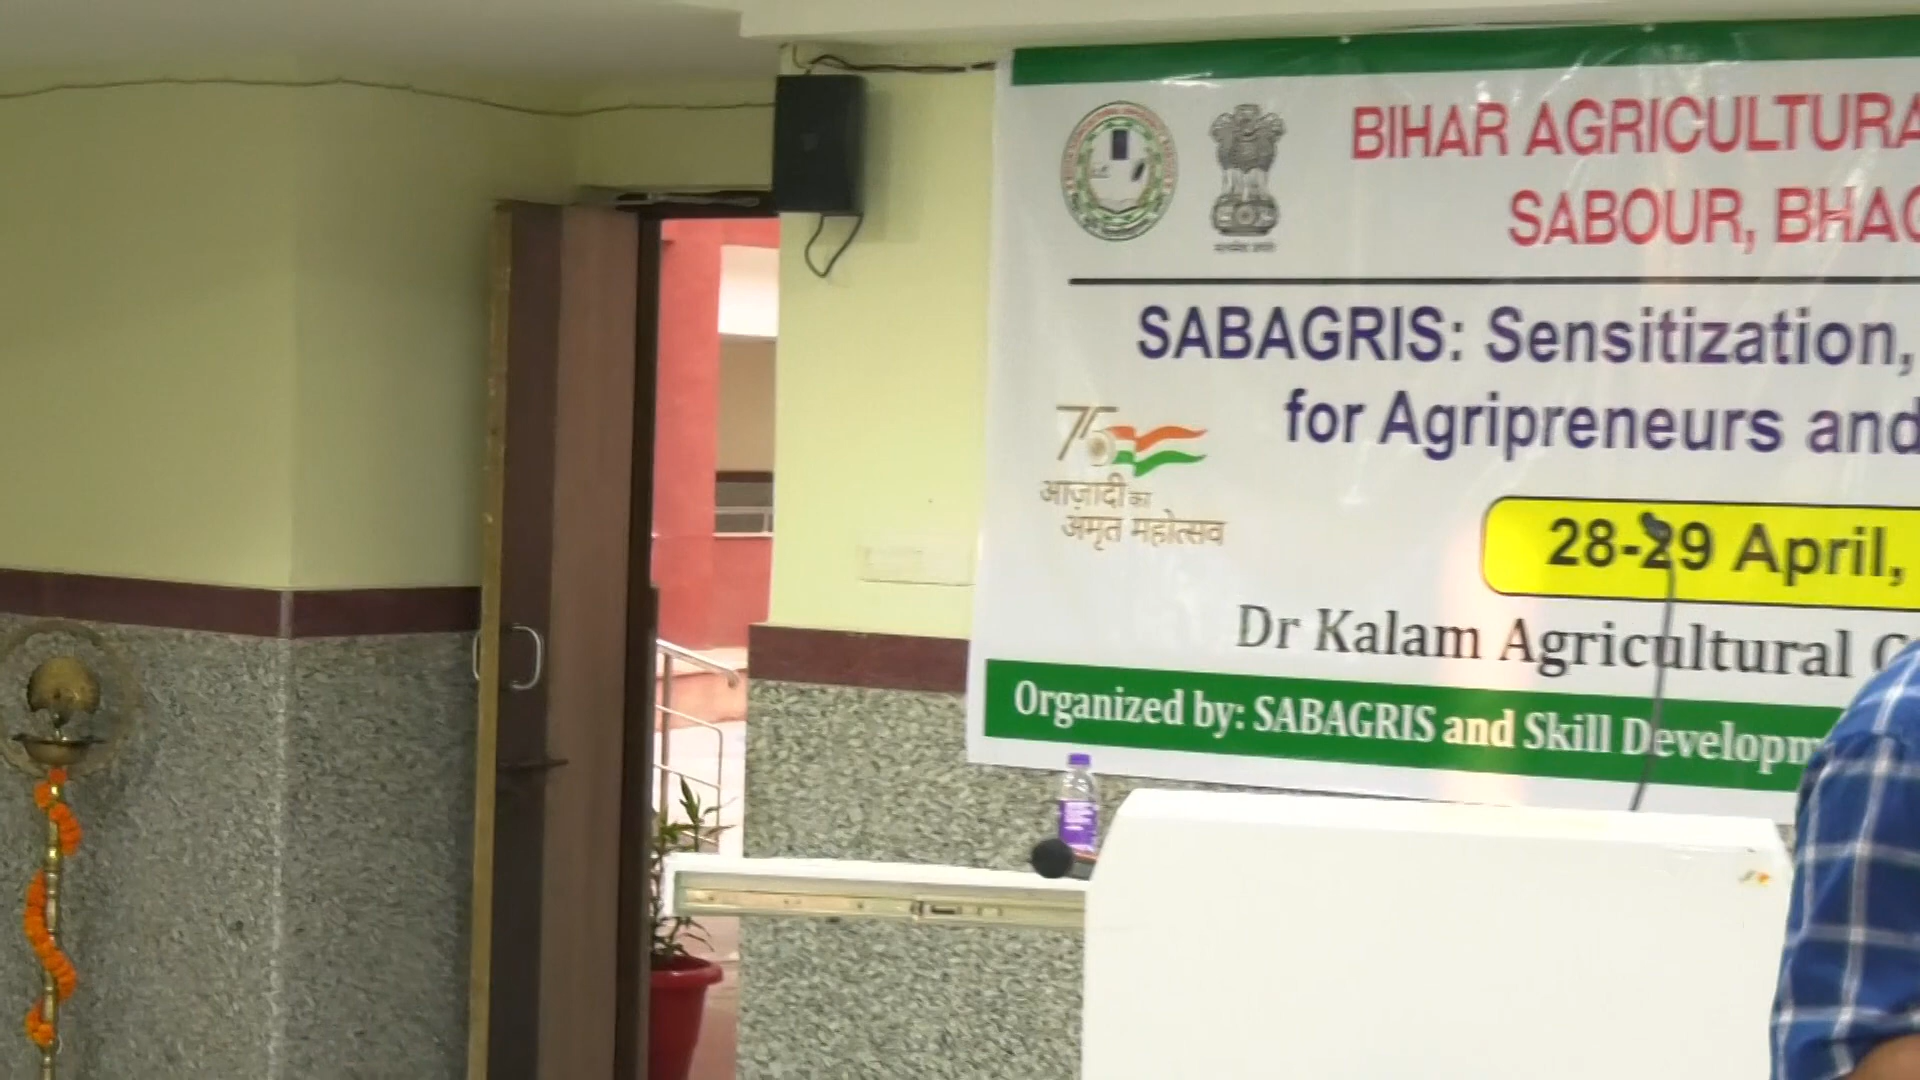 BIHAR AGRICULTURA
SABOUR, BHAG
SABAGRIS: Sensitization,
for Agripreneurs and
75
आज़ादी का
अमृत महोत्सव
28-29 April,
Dr Kalam Agricultural C
Organized by: SABAGRIS and Skill Developm